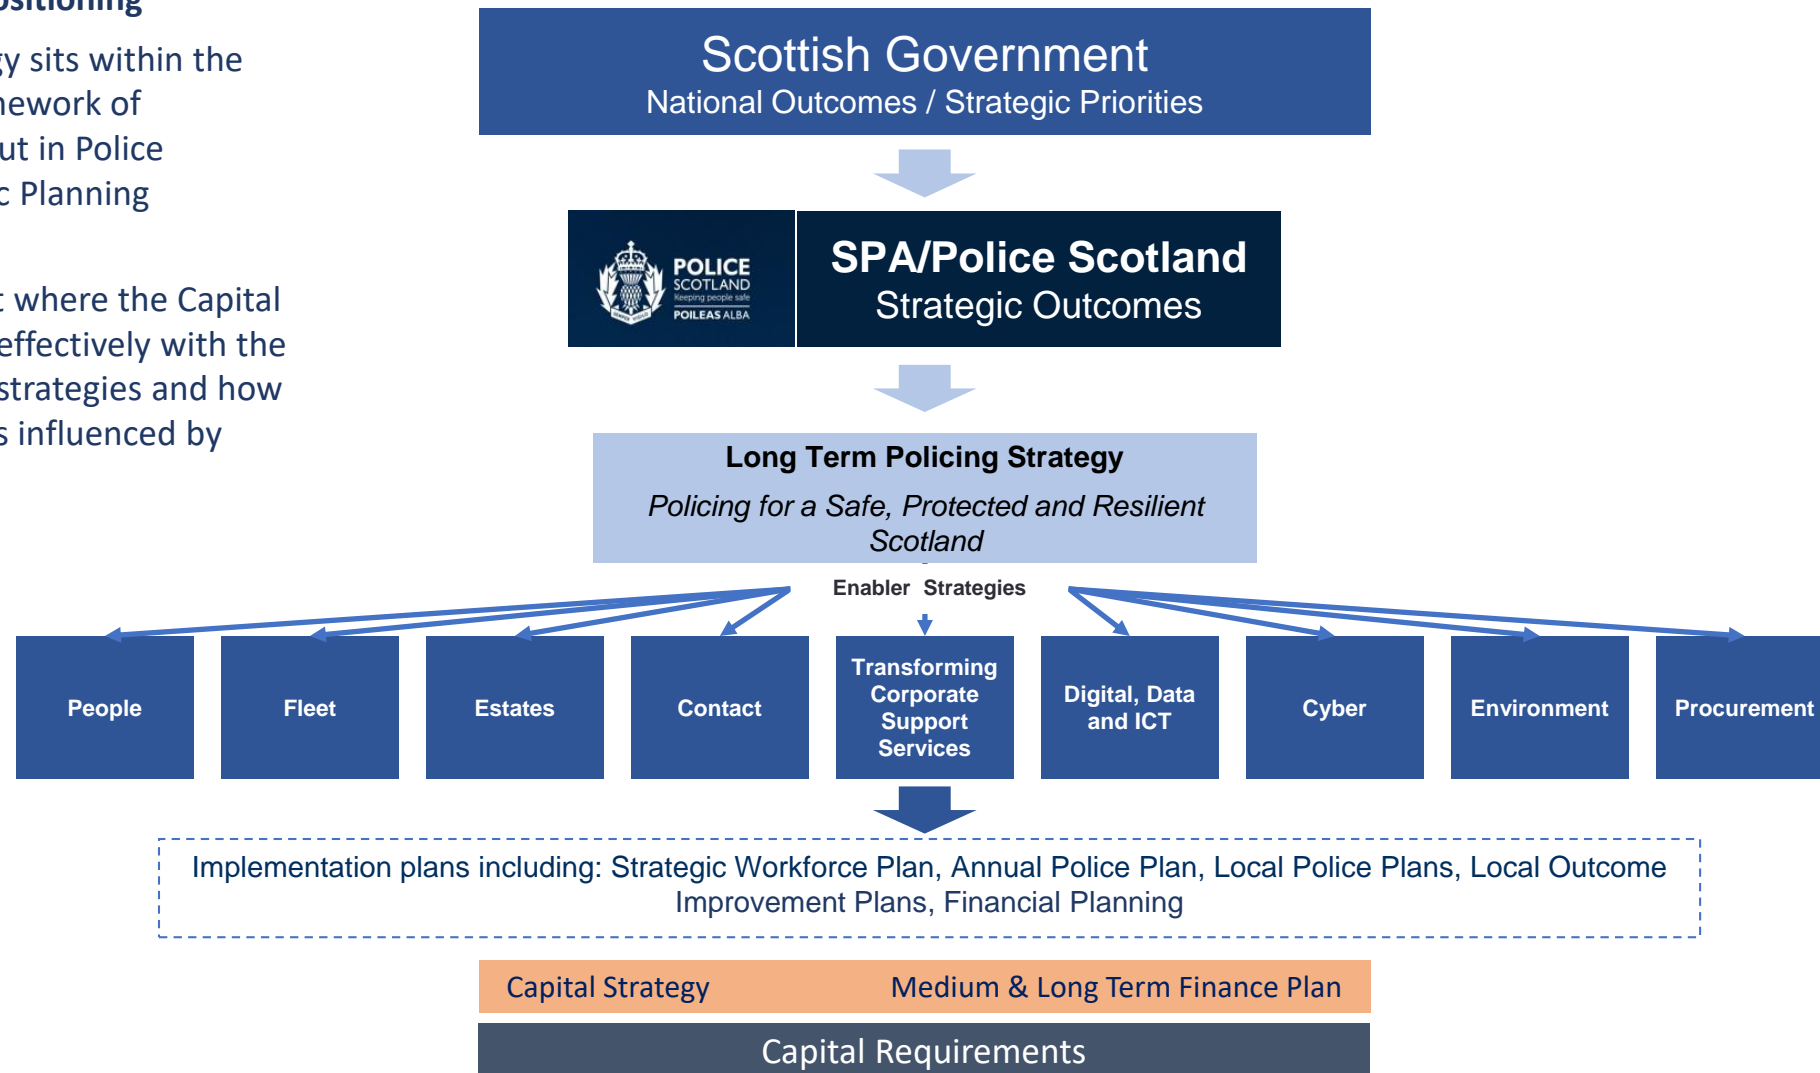 ositioning
gy sits within the
mework of
ut in Police
c Planning
t where the Capital
effectively with the
strategies and how
s influenced by
Scottish Government
National Outcomes / Strategic Priorities
POLICE
SCOTLAND
Keeping people safe
POILEAS ALBA
SPA/Police Scotland
Strategic Outcomes
Long Term Policing Strategy
Policing for a Safe, Protected and Resilient
Scotland
Enabler Strategies
People
Fleet
Estates
Contact
Transforming
Corporate
Support
Services
Digital, Data
and ICT
Cyber
Environment
Procurement
Implementation plans including: Strategic Workforce Plan, Annual Police Plan, Local Police Plans, Local Outcome
Improvement Plans, Financial Planning
Capital Strategy
Medium & Long Term Finance Plan
Capital Requirements